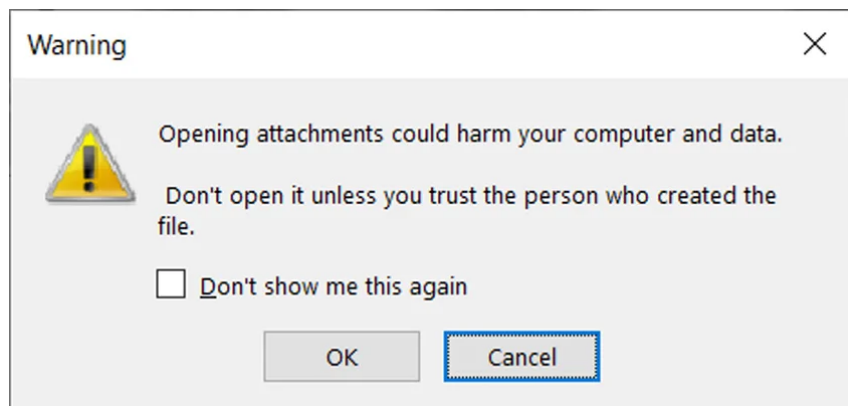 Warning
Opening attachments could harm your computer and data.
Don't open it unless you trust the person who created the
file.
Don't show me this again
OK
Cancel